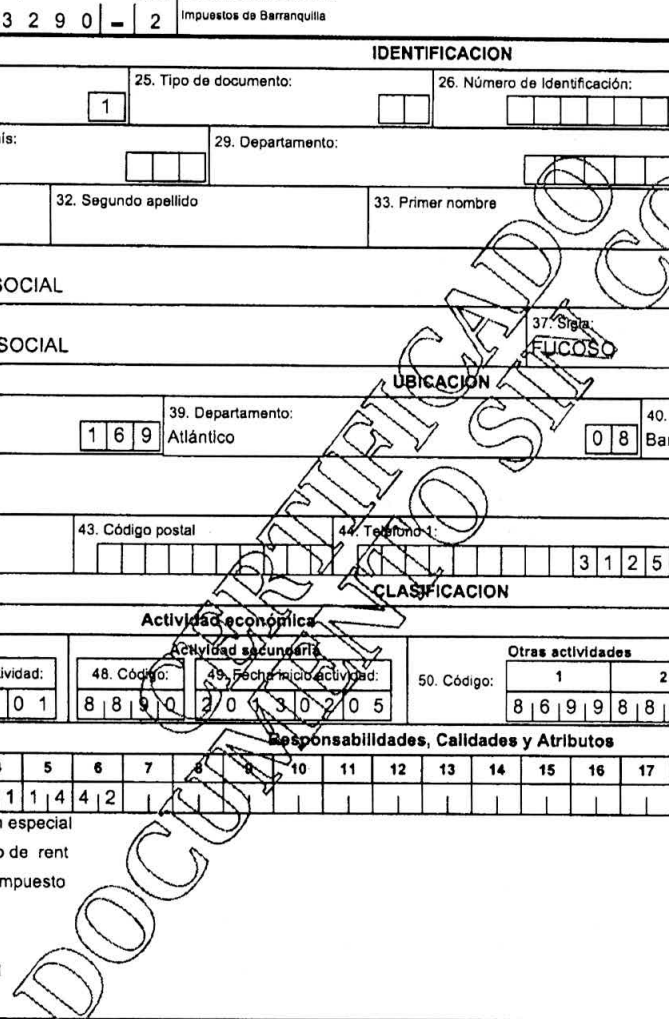 3 2 9 0 - 2 Impuestos de Barranquilla
IDENTIFICACION
25. Tipo de documento: 26. Número de Identificación:
1
29. Departamento:
32. Segundo apellido 33. Primer nombre
SOCIAL
37. Sigla:
SOCIAL FUCOSO
UBICACION
39. Departamento: 40.
1 6 9 Atlántico 0 8
43. Código postal 44. Teléfono 1:
3 1 2 5
CLASIFICACION
Actividad económica
Actividad secundaria Otras actividades
48. Código: 49. Fecha inicio actividad: 50. Código: 1 2
0 1 8 8 9 0 2 0 1 3 0 2 0 5 8 6 9 9 8 8
Responsabilidades, Calidades y Atributos
5 6 7 8 9 10 11 12 13 14 15 16 17
1 1 4 4 2
especial
de rent
CERTIFICADO
DOCUMENTO SIN